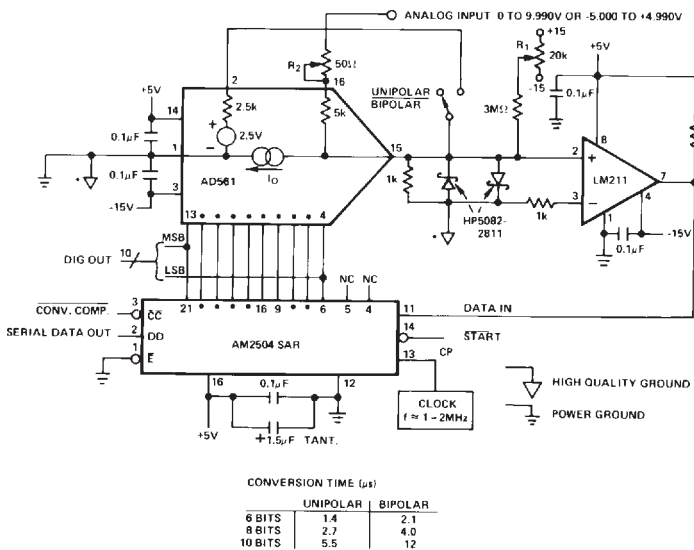 ANALOG INPUT 0 TO 9.990V OR -5.000 TO +4.990V
+15
R1
20k
-15
+5V
0.1µF
50Ω
R2
16
2
UNIPOLAR
BIPOLAR
3MΩ
+5V
14
2.5k
5k
+
2.5V
-
0.1µF
1
IO
15
0.1µF
3
-15V
AD561
1k
HP5082-
2811
1k
2
+
8
LM211
7
3
-
1
4
0.1µF
-15V
13
4
MSB
DIG OUT
10
LSB
NC
NC
21
16
9
6
5
4
CONV. COMP.
3
CC
SERIAL DATA OUT
2
DD
1
E
AM2504 SAR
11
DATA IN
14
START
13
CP
16
12
0.1µF
+5V
+1.5µF TANT.
CLOCK
f ≈ 1 - 2MHz
HIGH QUALITY GROUND
POWER GROUND
CONVERSION TIME (µs)
UNIPOLAR BIPOLAR
6 BITS 1.4 2.1
8 BITS 2.7 4.0
10 BITS 5.5 12